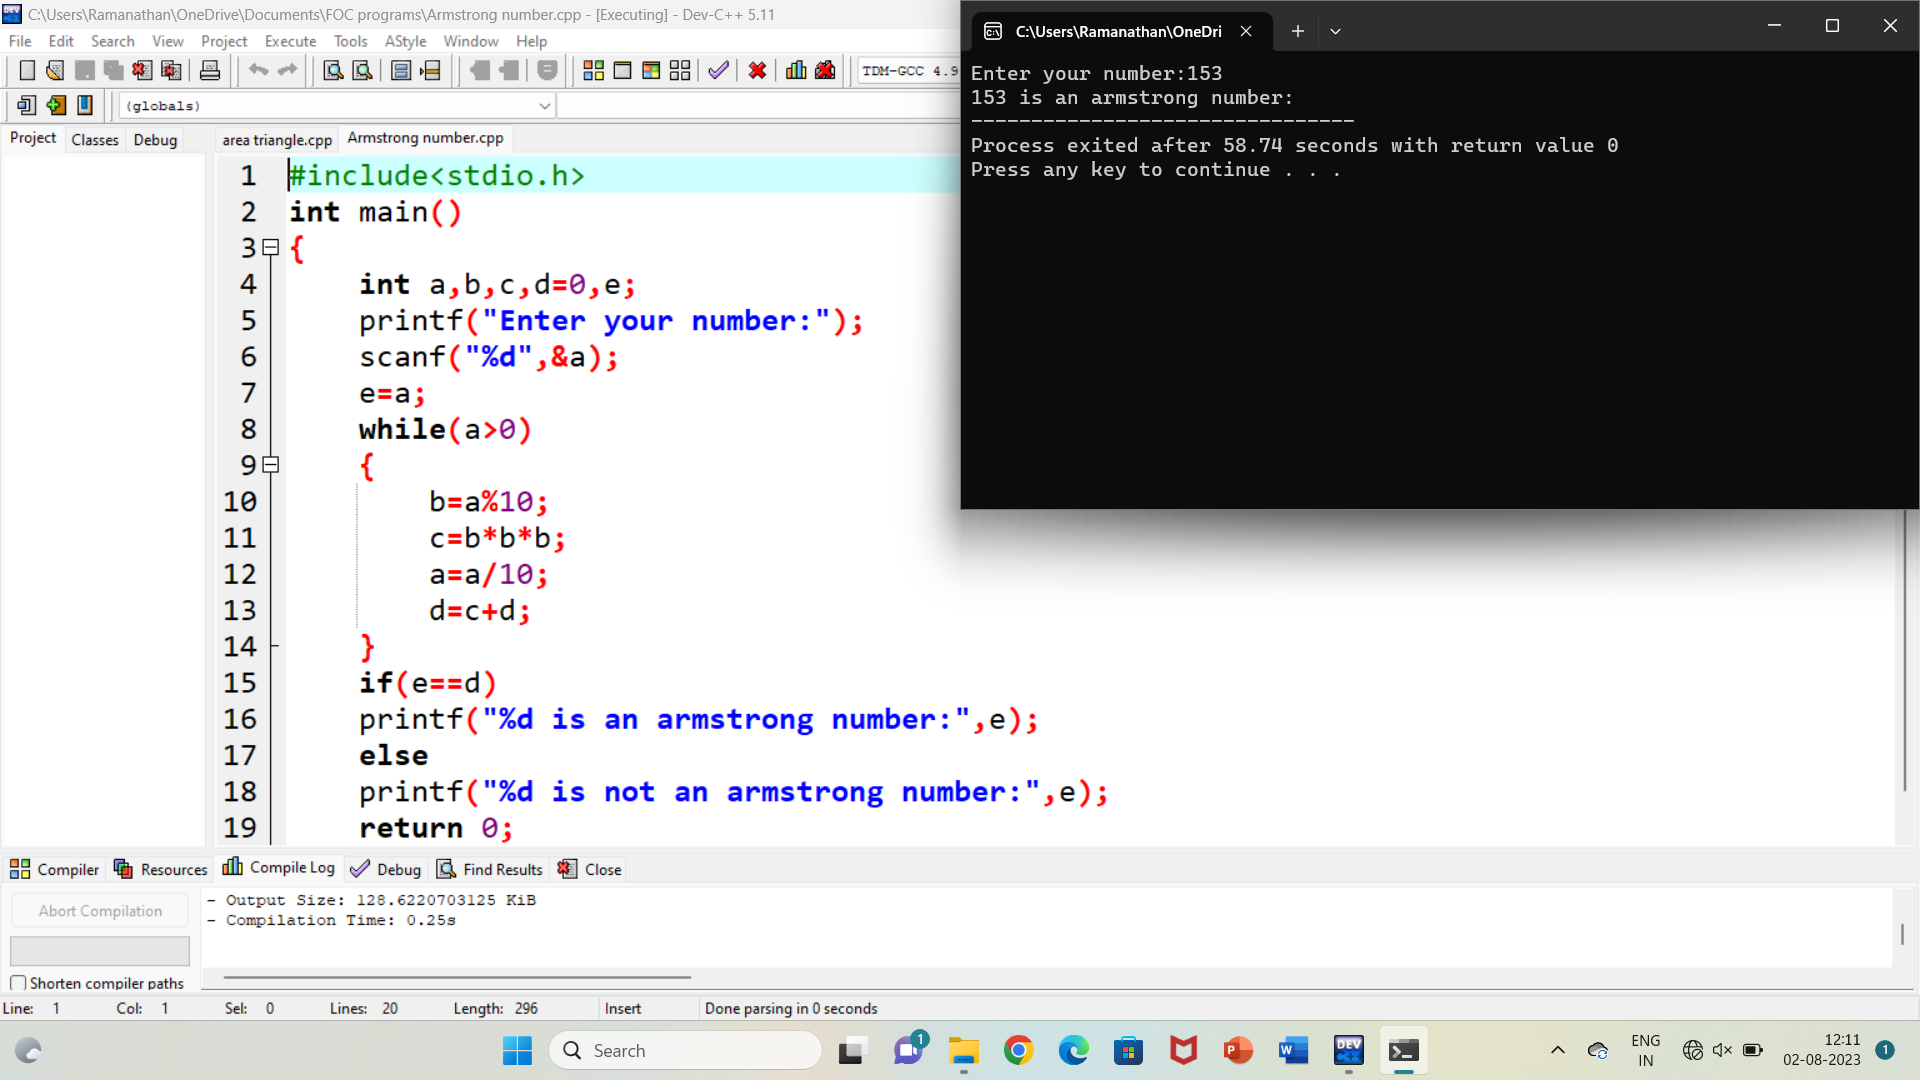 C:\Users\Ramanathan\OneDrive\Documents\FOC programs\Armstrong number.cpp - [Executing] - Dev-C++ 5.11
File Edit Search View Project Execute Tools AStyle Window Help
TDM-GCC 4.9
(globals)
Project Classes Debug
area triangle.cpp Armstrong number.cpp
1 #include<stdio.h>
2 int main()
3 {
4 int a,b,c,d=0,e;
5 printf("Enter your number:");
6 scanf("%d",&a);
7 e=a;
8 while(a>0)
9 {
10 b=a%10;
11 c=b*b*b;
12 a=a/10;
13 d=c+d;
14 }
15 if(e==d)
16 printf("%d is an armstrong number:",e);
17 else
18 printf("%d is not an armstrong number:",e);
19 return 0;
C:\Users\Ramanathan\OneDri
Enter your number:153
153 is an armstrong number:
--------------------------------
Process exited after 58.74 seconds with return value 0
Press any key to continue . . .
Compiler Resources Compile Log Debug Find Results Close
Abort Compilation
Shorten compiler paths
- Output Size: 128.6220703125 KiB
- Compilation Time: 0.25s
Line: 1 Col: 1 Sel: 0 Lines: 20 Length: 296 Insert Done parsing in 0 seconds
Search
1
DEV
C++
ENG
IN
12:11
02-08-2023
1